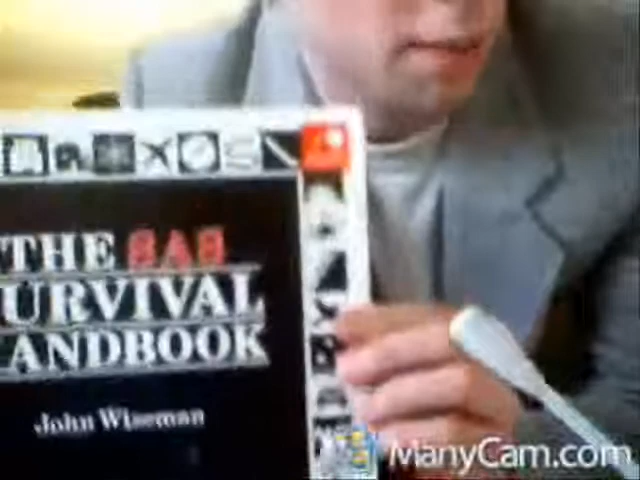 THE SAS
URVIVAL
ANDBOOK
John Wiseman
ManyCam.com